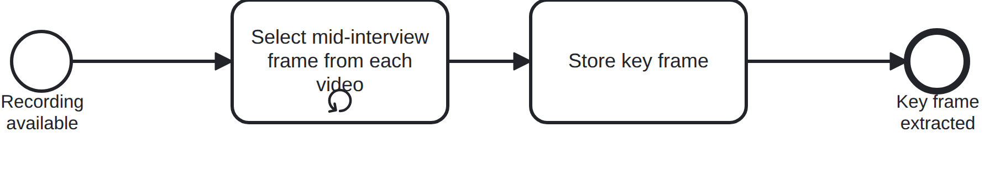 Recording
available
Select mid-interview
frame from each
video
Store key frame
Key frame
extracted